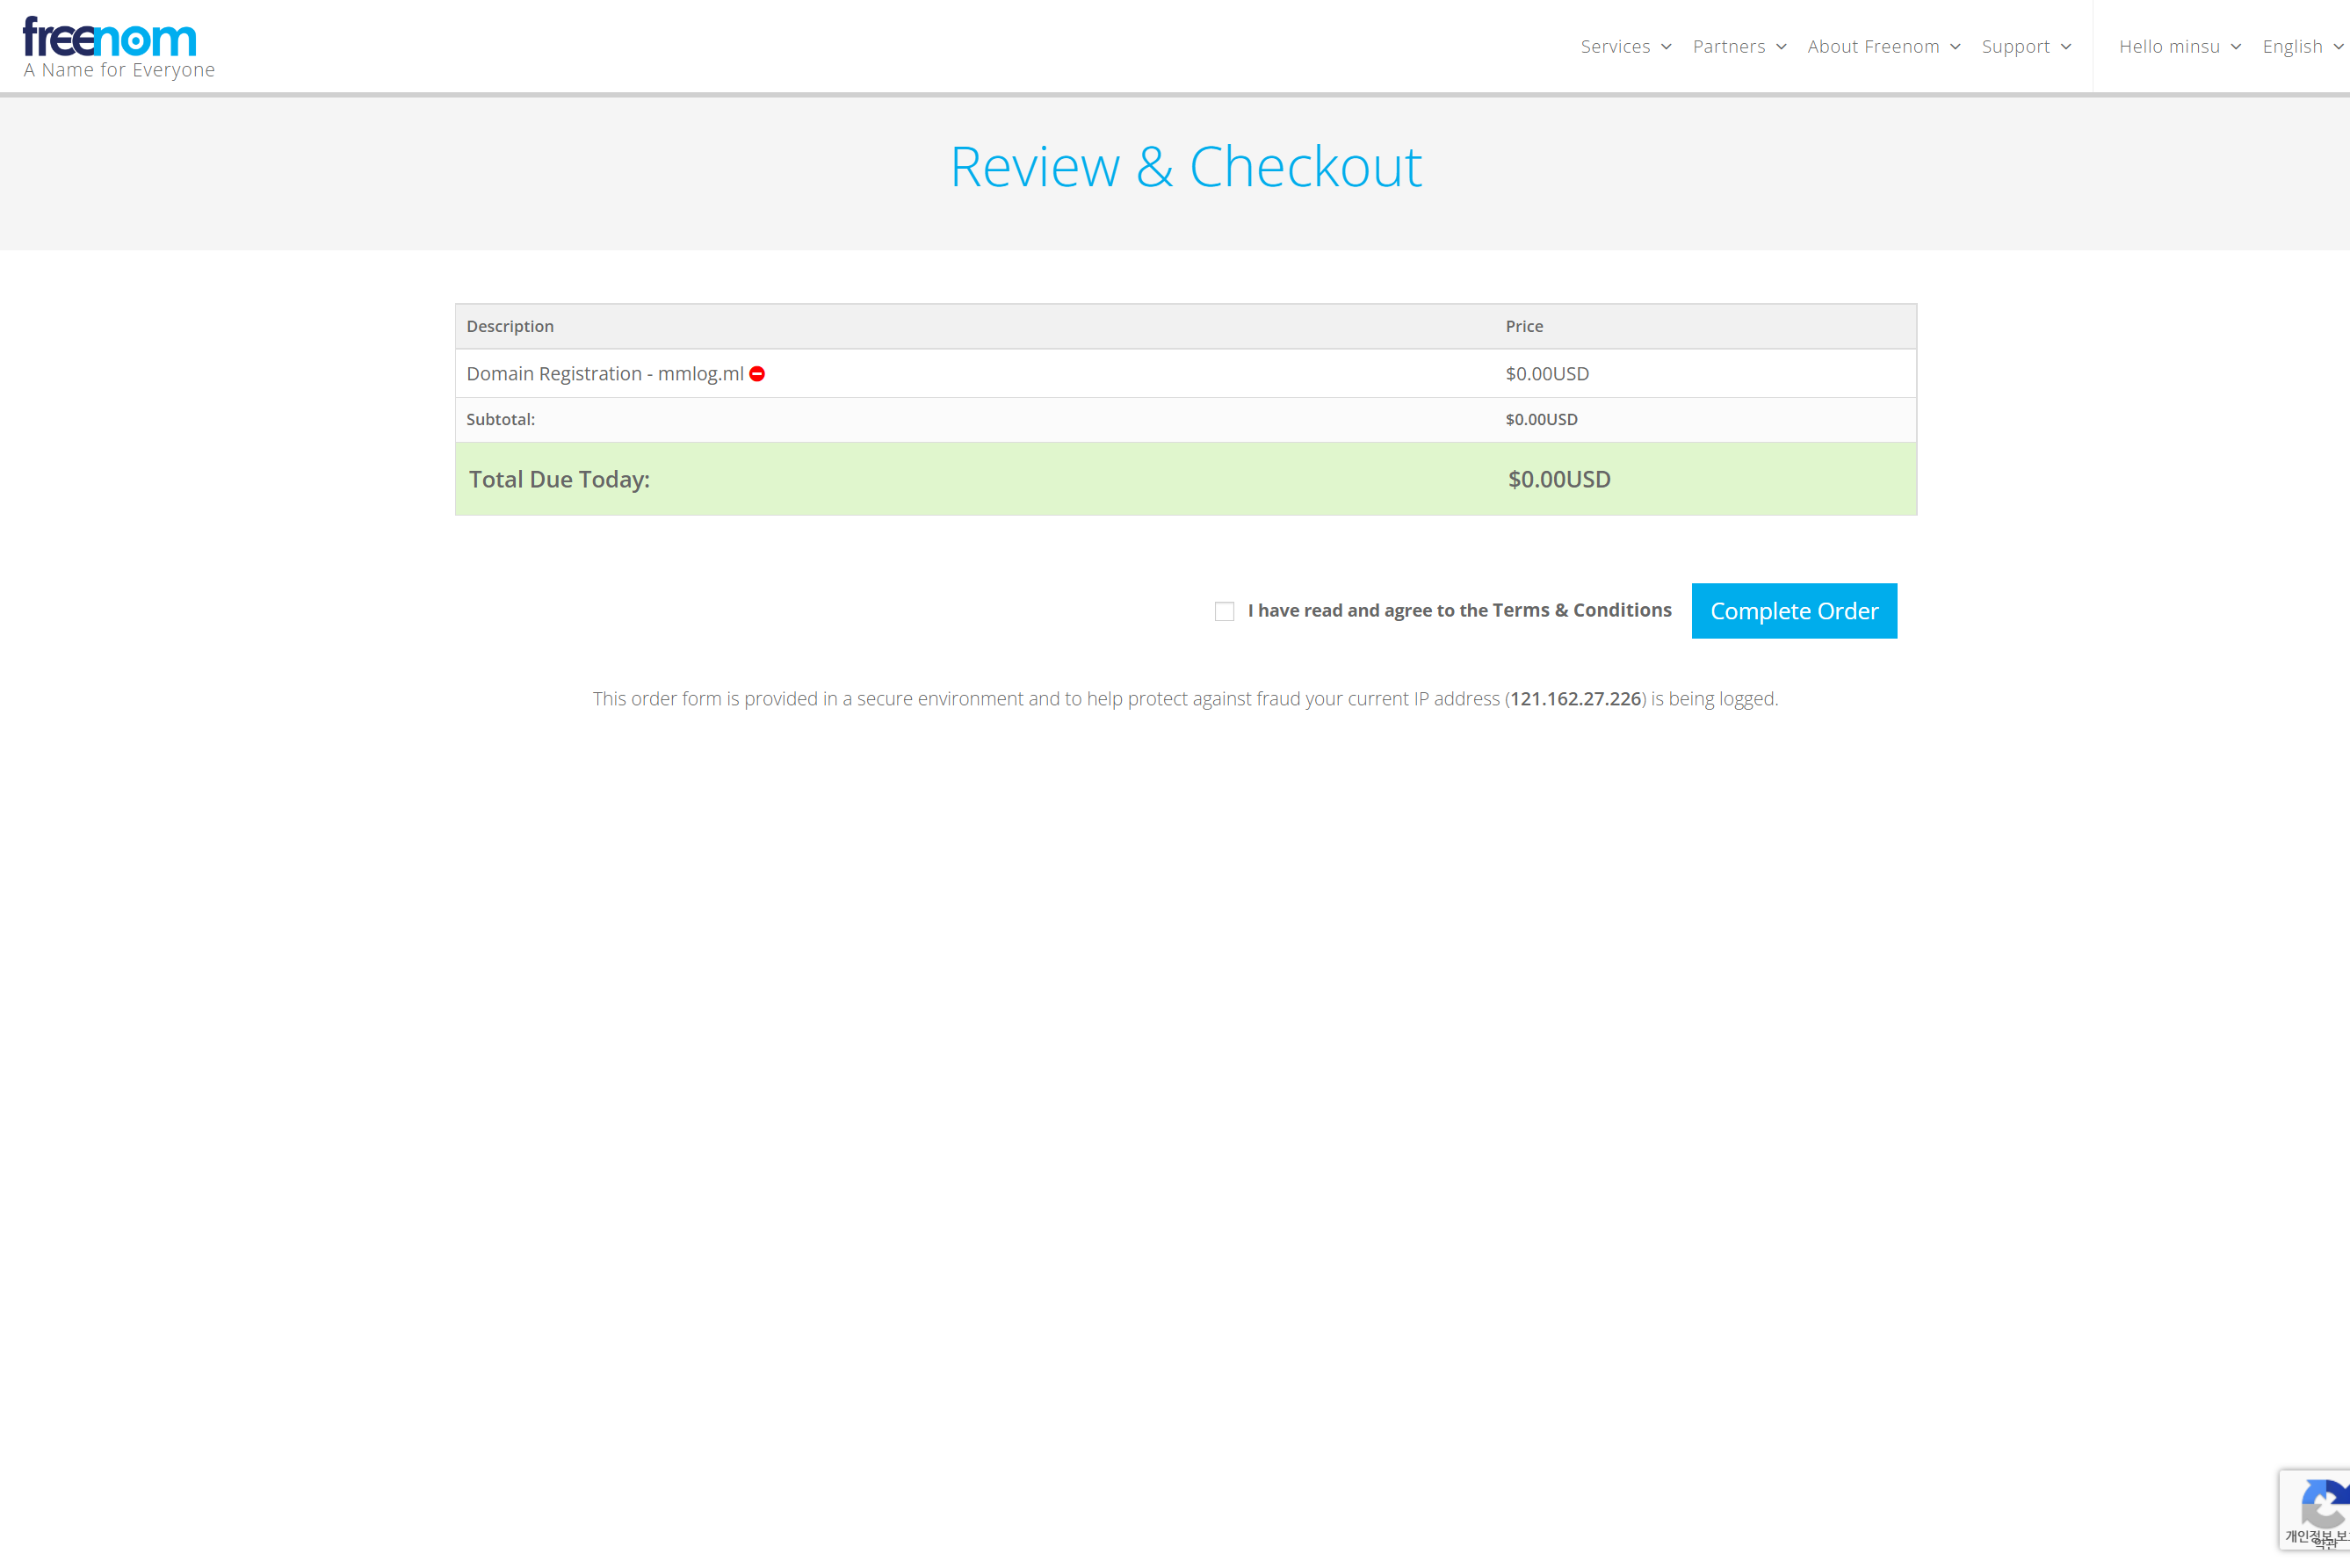 freenom
A Name for Everyone
Services Partners About Freenom Support Hello minsu English
Review & Checkout
Description Price
Domain Registration - mmlog.ml $0.00USD
Subtotal: $0.00USD
Total Due Today: $0.00USD
I have read and agree to the Terms & Conditions Complete Order
This order form is provided in a secure environment and to help protect against fraud your current IP address (121.162.27.226) is being logged.
개인정보 보
약관